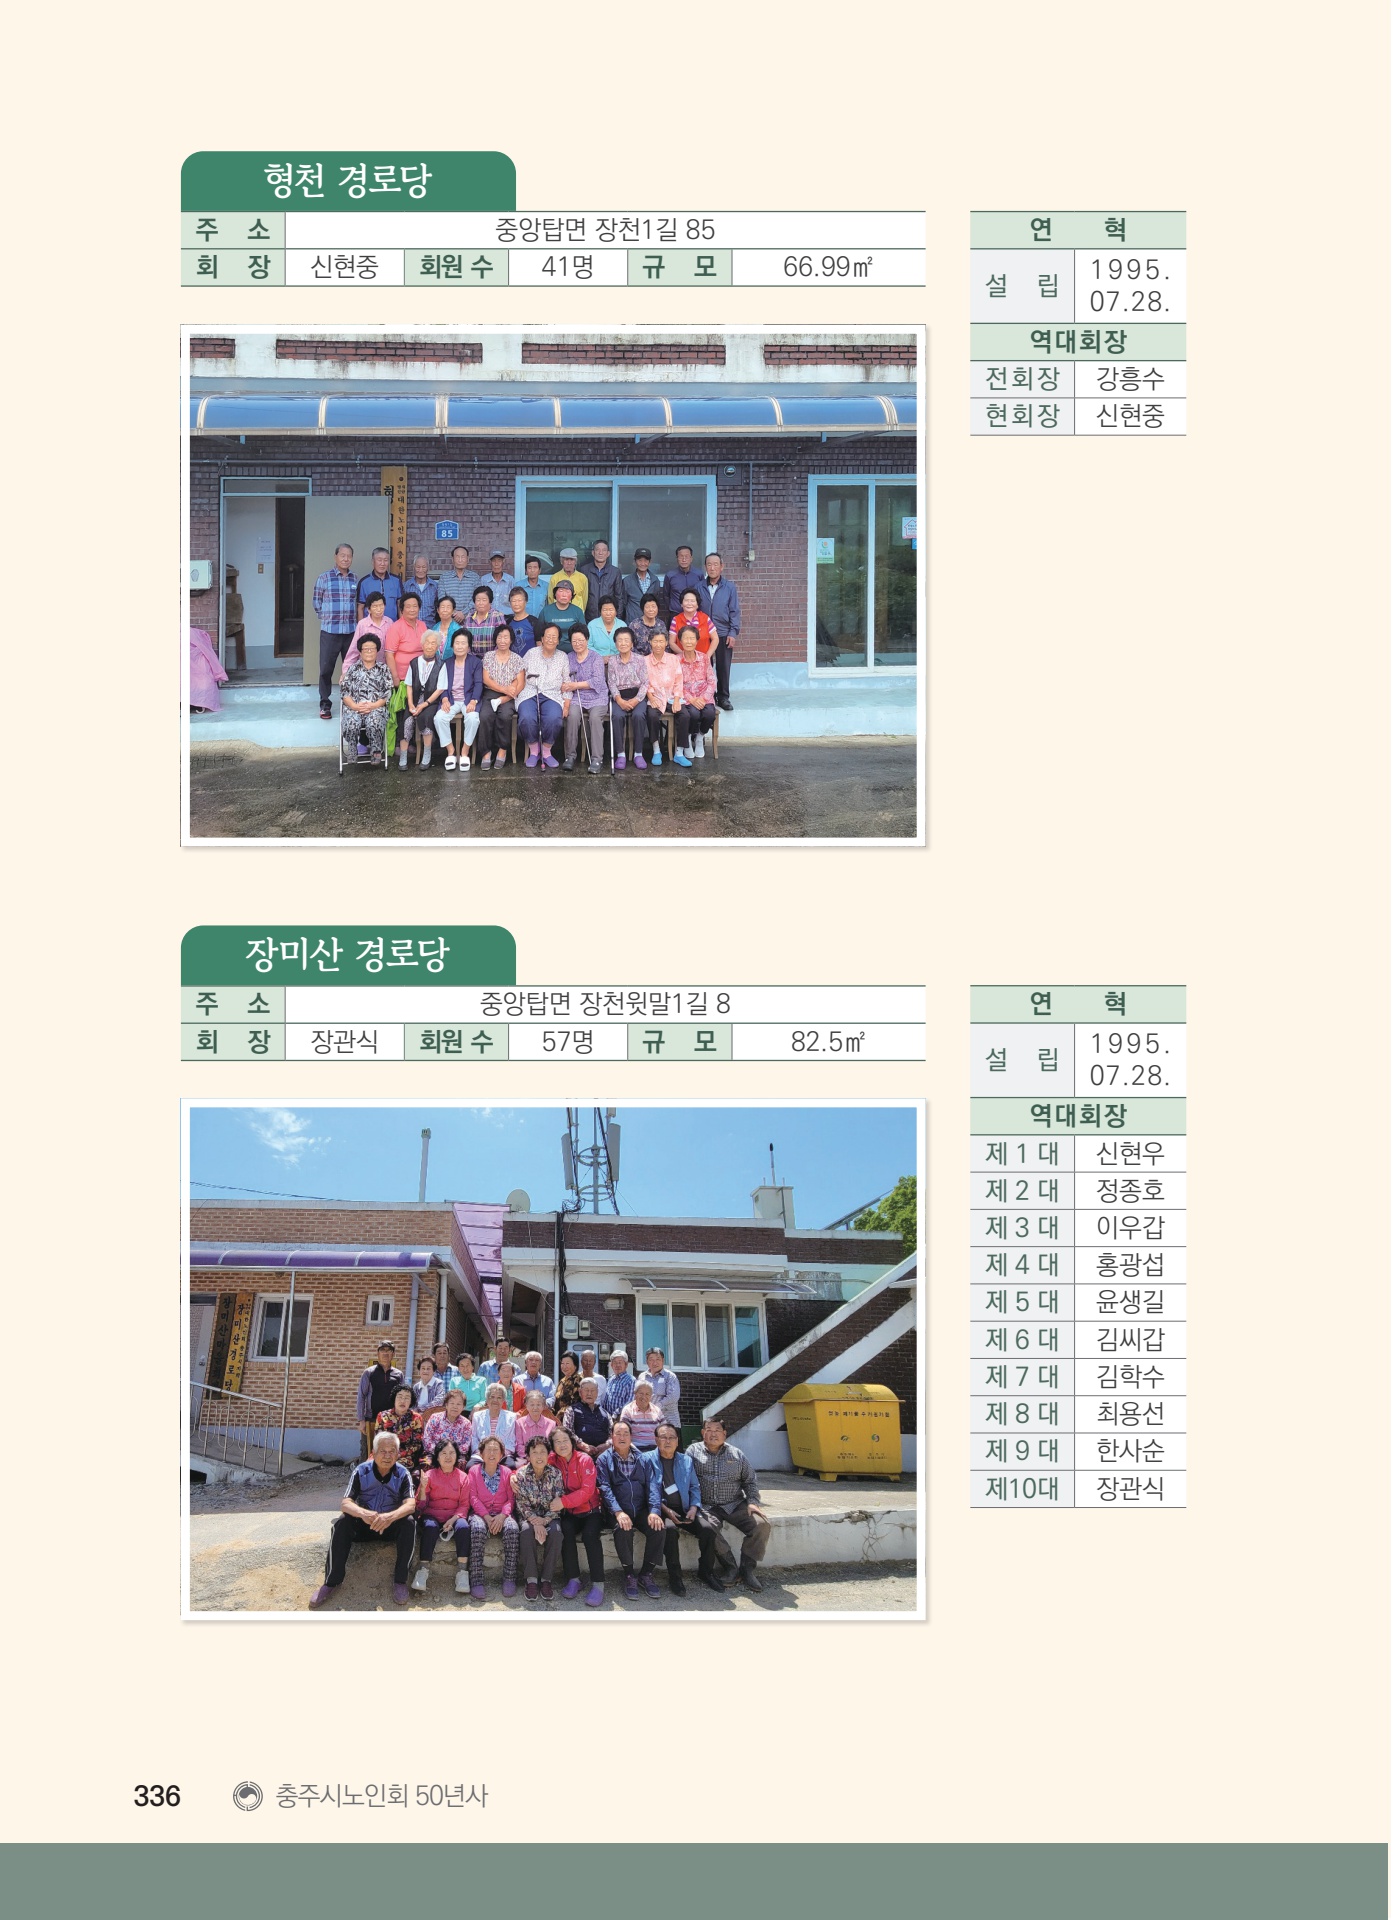 형천 경로당
주 소 중앙탑면 장천1길 85
회 장 신현중 회원 수 41명 규 모 66.99㎡
연 혁
설 립 1995.
07.28.
역대회장
전회장 강흥수
현회장 신현중
대한노인회 충주시
85
장미산 경로당
주 소 중앙탑면 장천윗말1길 8
회 장 장관식 회원 수 57명 규 모 82.5㎡
연 혁
설 립 1995.
07.28.
역대회장
제 1 대 신현우
제 2 대 정종호
제 3 대 이우갑
제 4 대 홍광섭
제 5 대 윤생길
제 6 대 김씨갑
제 7 대 김학수
제 8 대 최용선
제 9 대 한사순
제10대 장관식
장미산경로당
336 충주시노인회 50년사